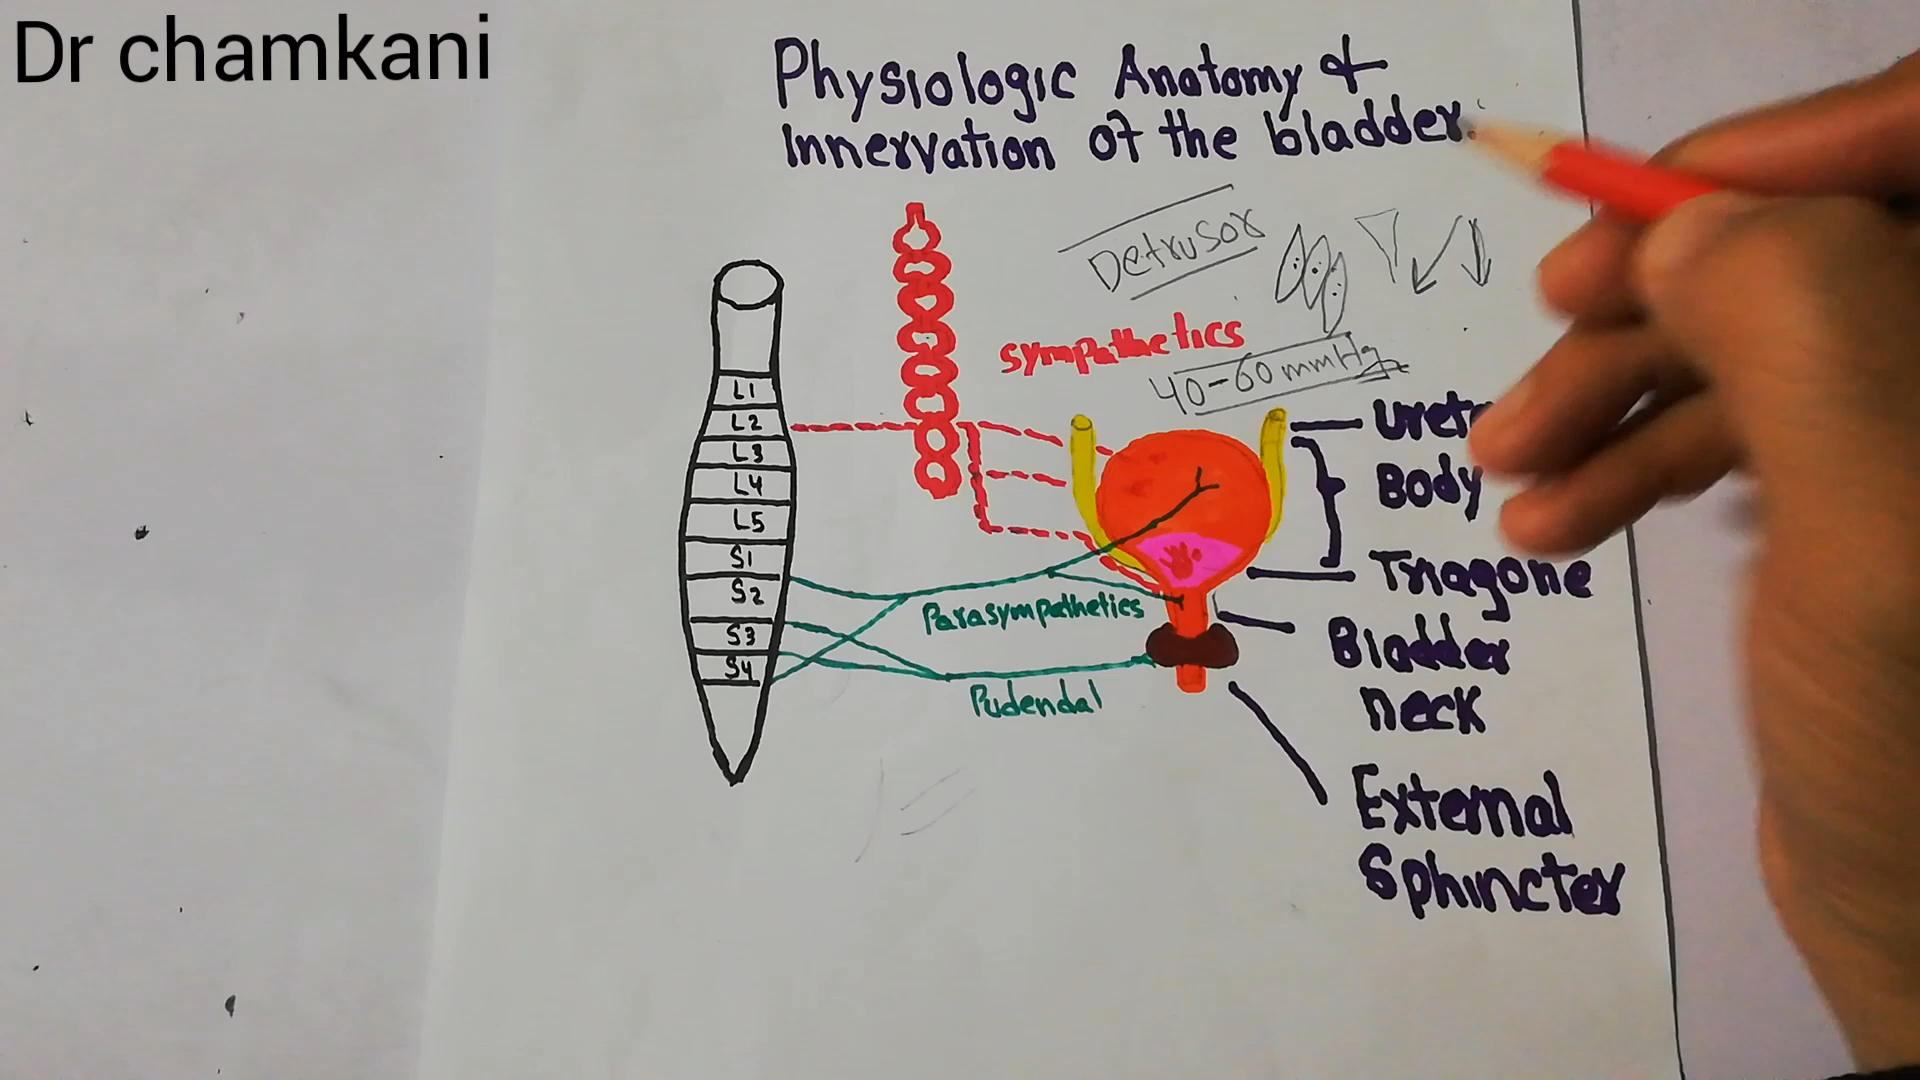 Dr chamkani
Physiologic Anatomy &
Innervation of the bladder.
Detrusor
sympathetics
40-60 mmHg
L1
L2
L3
L4
L5
S1
S2
S3
S4
Parasympathetics
Pudendal
Body
Triagone
Bladder
neck
External
Sphincter